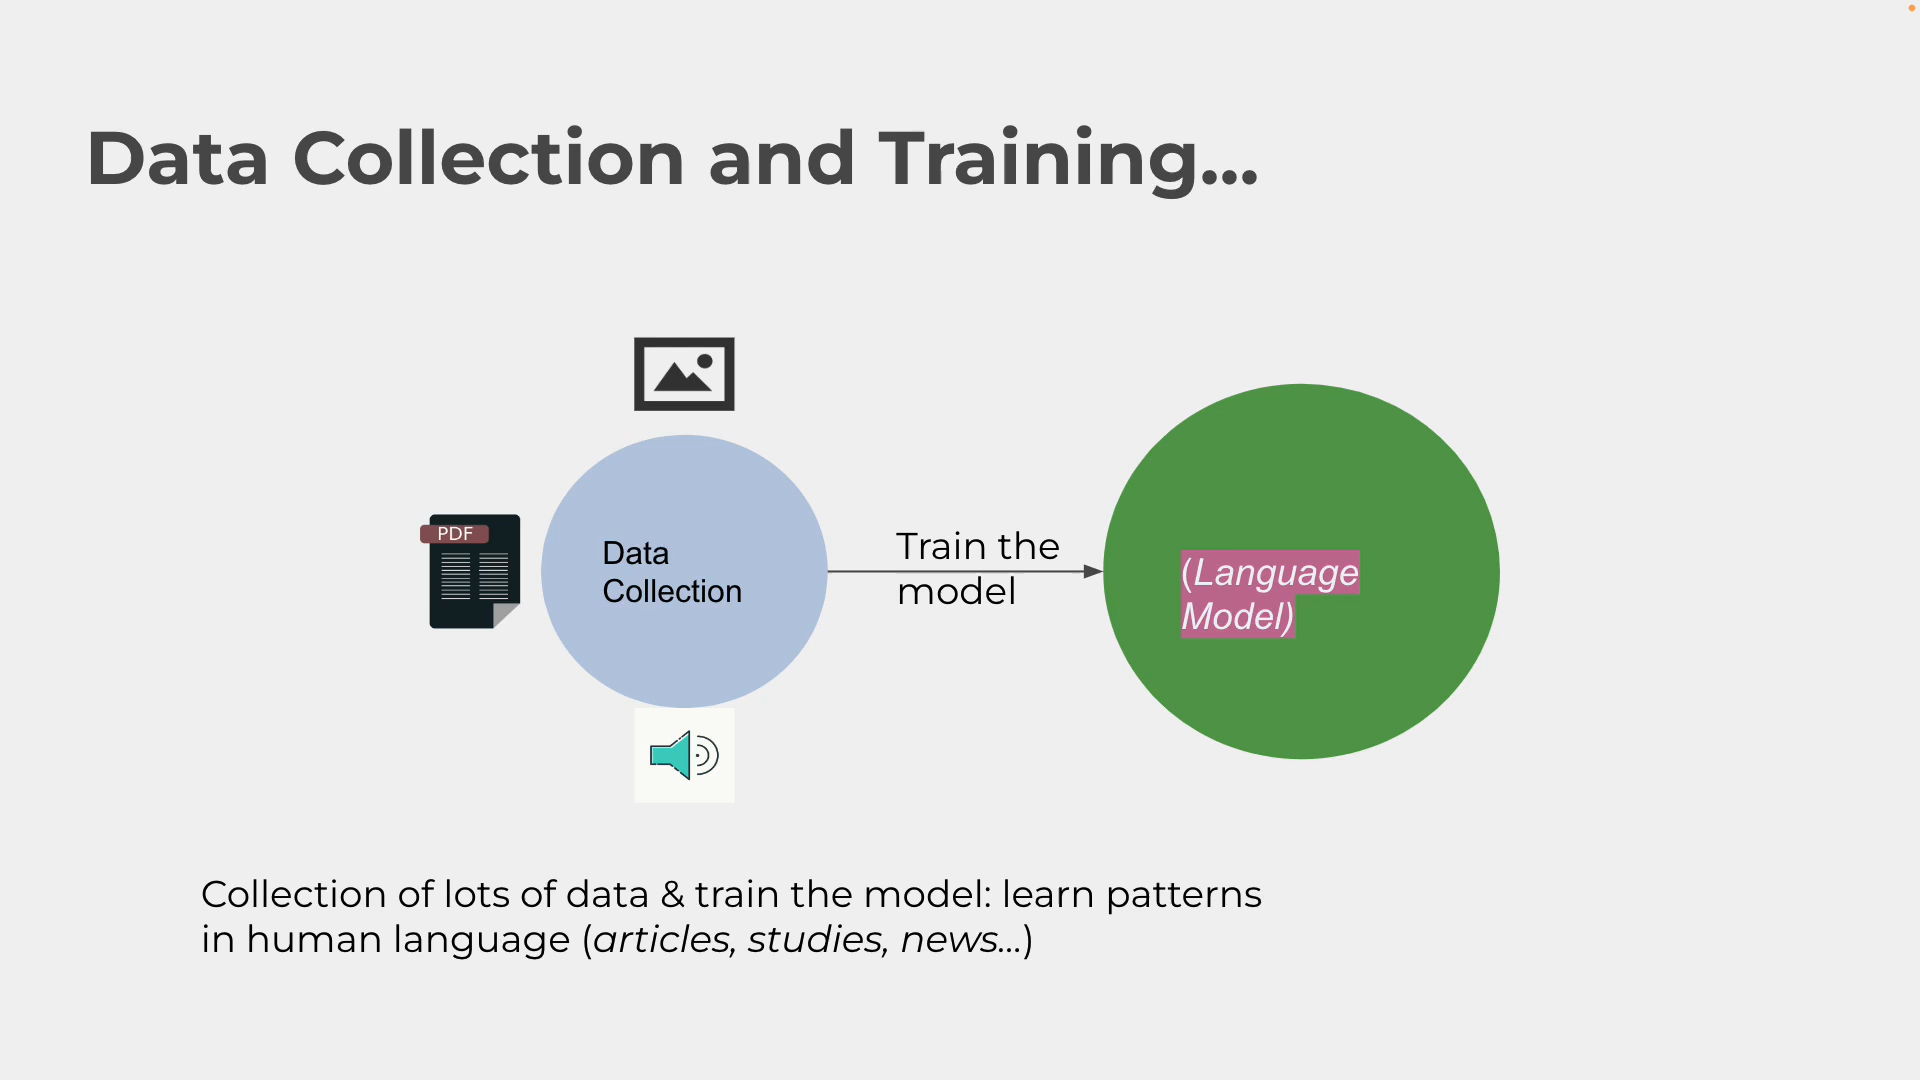 Data Collection and Training...
PDF
Data
Collection
Train the
model
(Language
Model)
Collection of lots of data & train the model: learn patterns
in human language (articles, studies, news...)